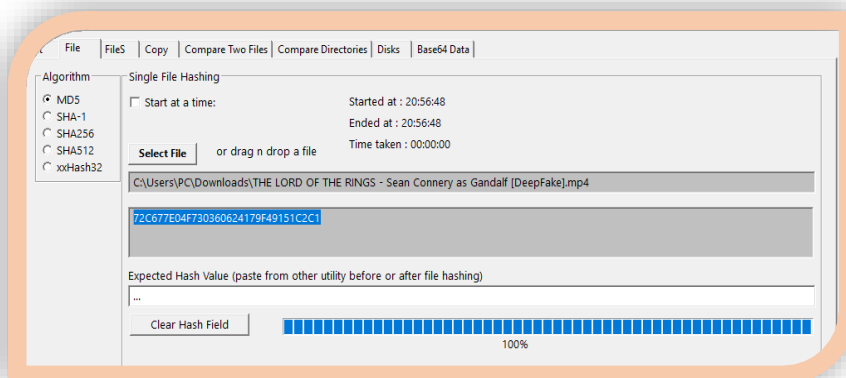 File FileS Copy Compare Two Files Compare Directories Disks Base64 Data
Algorithm
MD5
SHA-1
SHA256
SHA512
xxHash32
Single File Hashing
Start at a time:
Started at : 20:56:48
Ended at : 20:56:48
Time taken : 00:00:00
Select File or drag n drop a file
C:\Users\PC\Downloads\THE LORD OF THE RINGS - Sean Connery as Gandalf [DeepFake].mp4
72C677E04F730360624179F49151C2C1
Expected Hash Value (paste from other utility before or after file hashing)
...
Clear Hash Field
100%